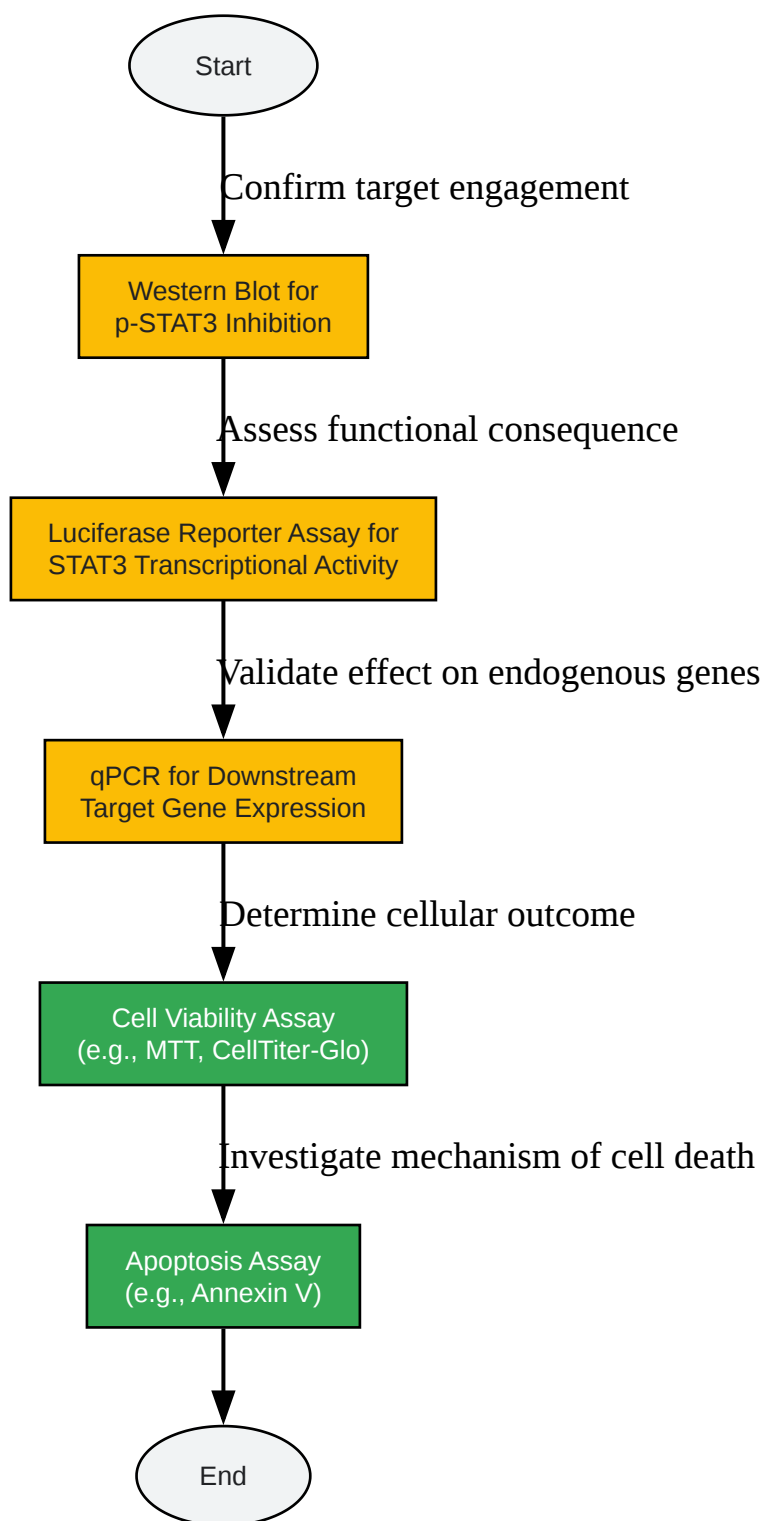 Start
Confirm target engagement
Western Blot for
p-STAT3 Inhibition
Assess functional consequence
Luciferase Reporter Assay for
STAT3 Transcriptional Activity
Validate effect on endogenous genes
qPCR for Downstream
Target Gene Expression
Determine cellular outcome
Cell Viability Assay
(e.g., MTT, CellTiter-Glo)
Investigate mechanism of cell death
Apoptosis Assay
(e.g., Annexin V)
End